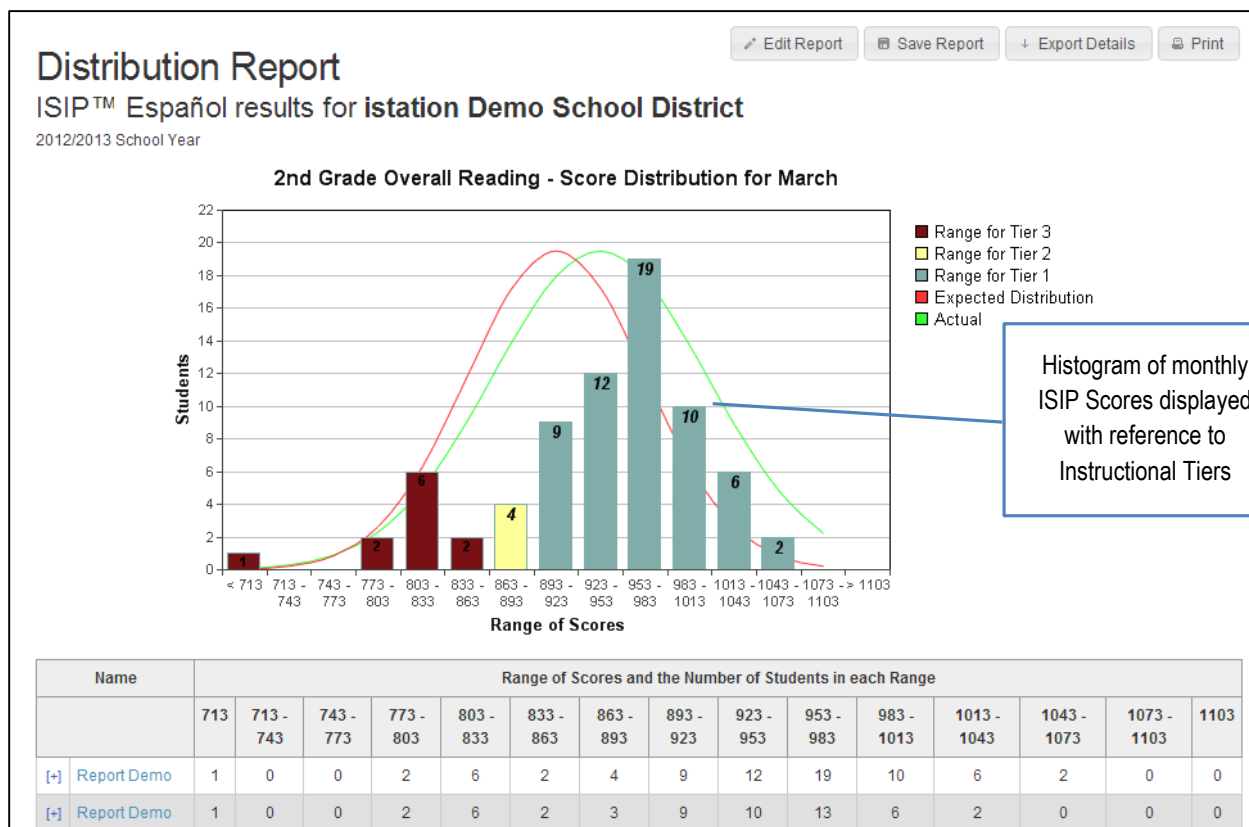 Edit Report Save Report Export Details Print
Distribution Report
ISIP™ Español results for istation Demo School District
2012/2013 School Year
2nd Grade Overall Reading - Score Distribution for March
22
20
18
16
14
12
10
8
6
4
2
0
Students
1
2
6
2
4
9
12
19
10
6
2
< 713 713 - 743 - 773 - 803 - 833 - 863 - 893 - 923 - 953 - 983 - 1013 - 1043 - 1073 - > 1103
743 773 803 833 863 893 923 953 983 1013 1043 1073 1103
Range of Scores
Range for Tier 3
Range for Tier 2
Range for Tier 1
Expected Distribution
Actual
Histogram of monthly
ISIP Scores displayed
with reference to
Instructional Tiers
Name Range of Scores and the Number of Students in each Range
713 713 - 743 - 773 - 803 - 833 - 863 - 893 - 923 - 953 - 983 - 1013 - 1043 - 1073 - 1103
743 773 803 833 863 893 923 953 983 1013 1043 1073 1103
[+] Report Demo 1 0 0 2 6 2 4 9 12 19 10 6 2 0 0
[+] Report Demo 1 0 0 2 6 2 3 9 10 13 6 2 0 0 0